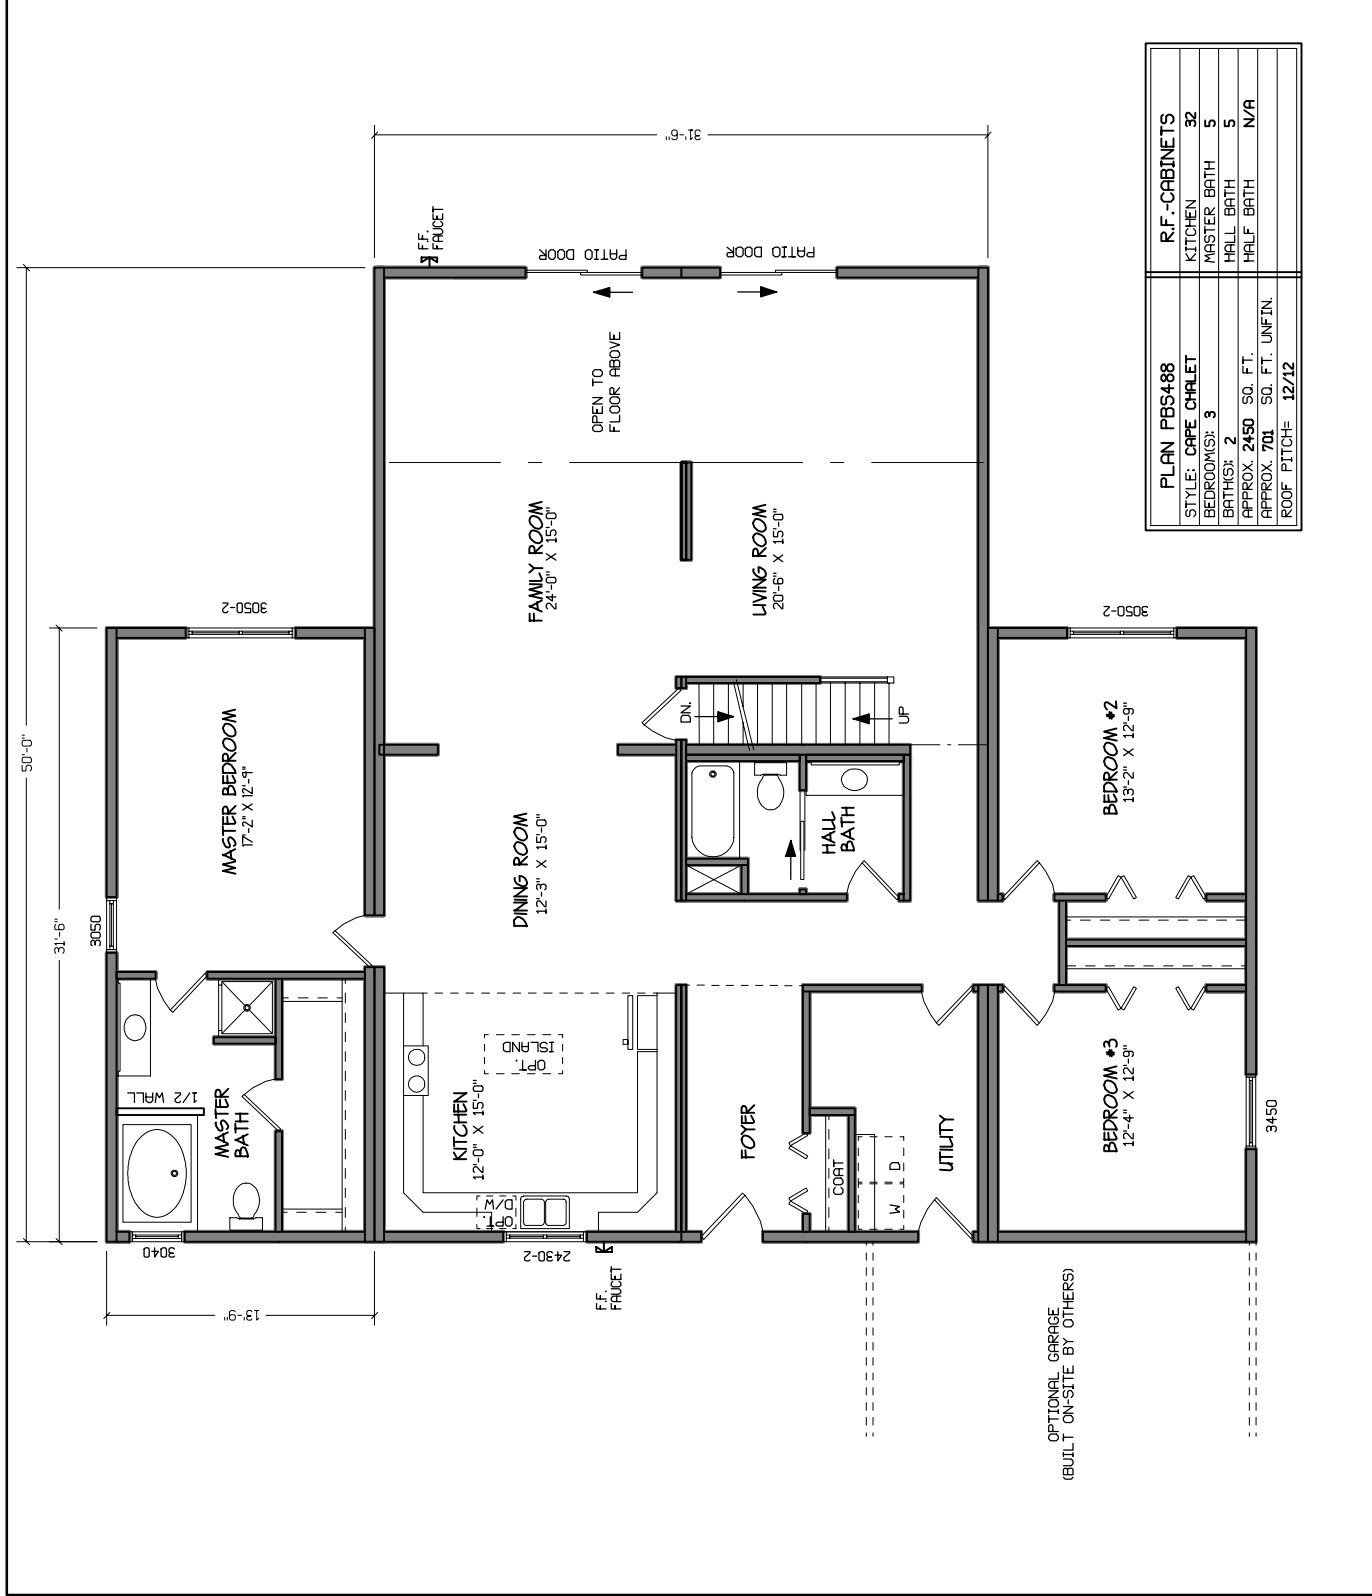 31'-6"
F.F.
FAUCET
PATIO DOOR
PATIO DOOR
50'-0"
31'-6"
3050-2
3050-2
3050
OPEN TO
FLOOR ABOVE
FAMILY ROOM
24'-0" X 15'-0"
LIVING ROOM
20'-6" X 15'-0"
MASTER BEDROOM
17'-2" X 12'-9"
DN.
UP
BEDROOM #2
13'-2" X 12'-9"
DINING ROOM
12'-3" X 15'-0"
HALL
BATH
1/2 WALL
MASTER
BATH
OPT.
ISLAND
KITCHEN
12'-0" X 15'-0"
OPT.
D/W
FOYER
COAT
W
D
UTILITY
BEDROOM #3
12'-4" X 12'-9"
3450
3040
2430-2
F.F.
FAUCET
13'-9"
OPTIONAL GARAGE
(BUILT ON-SITE BY OTHERS)
PLAN PBS488
STYLE: CAPE CHALET
BEDROOM(S): 3
BATH(S): 2
APPROX. 2450 SQ. FT.
APPROX. 701 SQ. FT. UNFIN.
ROOF PITCH= 12/12
R.F.-CABINETS
KITCHEN 32
MASTER BATH 5
HALL BATH 5
HALF BATH N/A